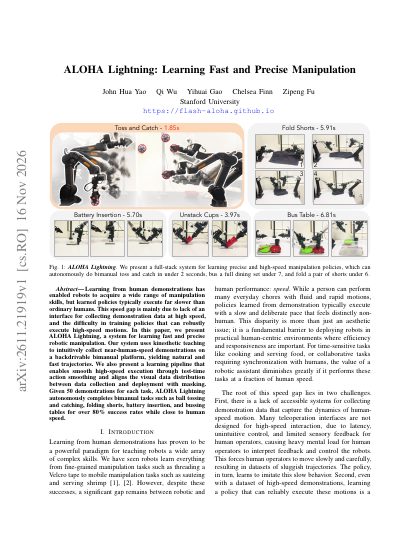 ALOHA Lightning: Learning Fast and Precise Manipulation
John Hua Yao Qi Wu Yihuai Gao Chelsea Finn Zipeng Fu
Stanford University
https://flash-aloha.github.io
Toss and Catch - 1.85s
Fold Shorts - 5.91s
Battery Insertion - 5.70s
Unstack Cups - 3.97s
Bus Table - 6.81s
Fig. 1: ALOHA Lightning. We present a full-stack system for learning precise and high-speed manipulation policies, which can
autonomously do bimanual toss and catch in under 2 seconds, bus a full dining set under 7, and fold a pair of shorts under 6.
Abstract—Learning from human demonstrations has
enabled robots to acquire a wide range of manipulation
skills, but learned policies typically execute far slower than
ordinary humans. This speed gap is mainly due to lack of an
interface for collecting demonstration data at high speed,
and the difficulty in training policies that can robustly
execute high-speed motions. In this paper, we present
ALOHA Lightning, a system for learning fast and precise
robot manipulation. Our system uses kinesthetic teaching
to intuitively collect near-human-speed demonstrations on
a backdrivable bimanual platform, yielding natural and
fast trajectories. We also present a learning pipeline that
enables smooth high-speed execution through test-time
action smoothing and aligns the visual data distribution
between data collection and deployment with masking.
Given 50 demonstrations for each task, ALOHA Lightning
autonomously completes bimanual tasks such as ball tossing
and catching, folding shorts, battery insertion, and bussing
tables for over 80% success rates while close to human
speed.
I. Introduction
Learning from human demonstrations has proven to be
a powerful paradigm for teaching robots a wide array
of complex skills. We have seen robots learn everything
from fine-grained manipulation tasks such as threading a
Velcro tape to mobile manipulation tasks such as sauteing
and serving shrimp [1], [2]. However, despite these
successes, a significant gap remains between robotic and
human performance: speed. While a person can perform
many everyday chores with fluid and rapid motions,
policies learned from demonstration typically execute
with a slow and deliberate pace that feels distinctly non-
human. This disparity is more than just an aesthetic
issue; it is a fundamental barrier to deploying robots in
practical human-centric environments where efficiency
and responsiveness are important. For time-sensitive tasks
like cooking and serving food, or collaborative tasks
requiring synchronization with humans, the value of a
robotic assistant diminishes greatly if it performs these
tasks at a fraction of human speed.
The root of this speed gap lies in two challenges.
First, there is a lack of accessible systems for collecting
demonstration data that capture the dynamics of human-
speed motion. Many teleoperation interfaces are not
designed for high-speed interaction, due to latency,
unintuitive control, and limited sensory feedback for
human operators, causing heavy mental load for human
operators to interpret feedback and control the robots.
This forces human operators to move slowly and carefully,
resulting in datasets of sluggish trajectories. The policy,
in turn, learns to imitate this slow behavior. Second, even
with a dataset of high-speed demonstrations, learning
a policy that can reliably execute these motions is a
arXiv:2611.21919v1 [cs.RO] 16 Nov 2026